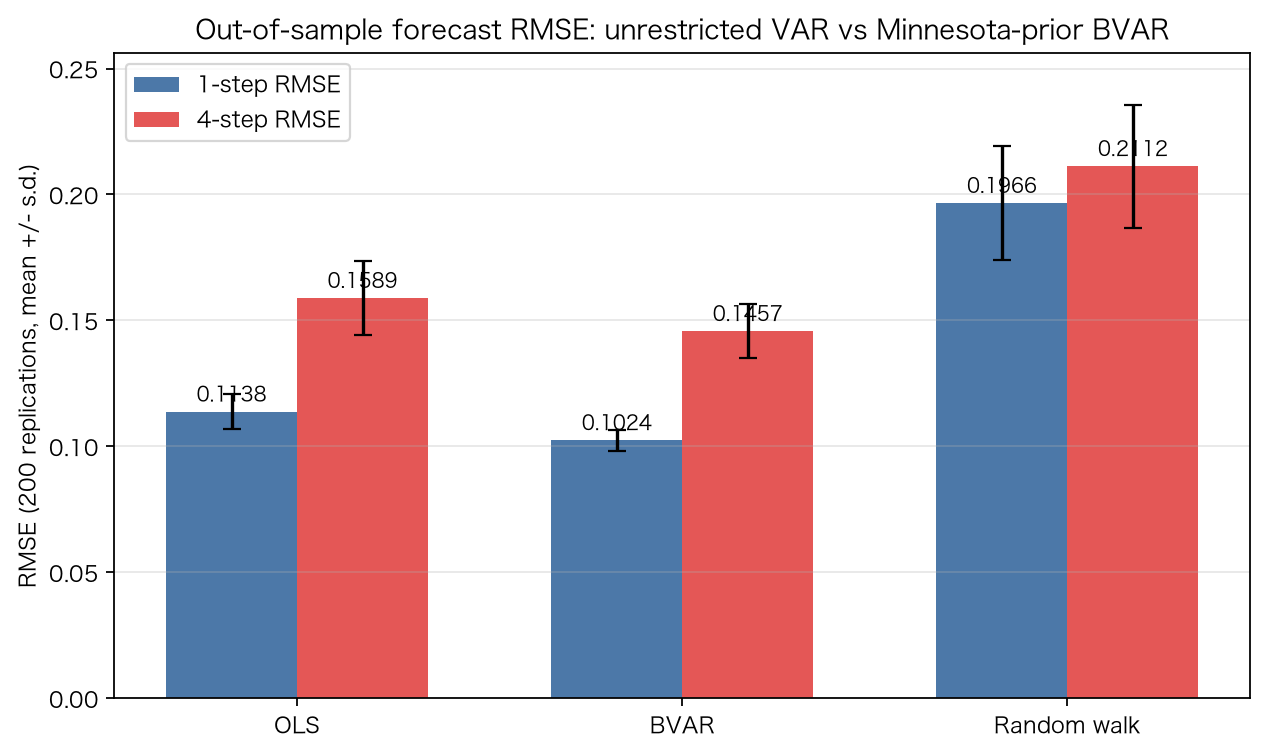 Out-of-sample forecast RMSE: unrestricted VAR vs Minnesota-prior BVAR
1-step RMSE
4-step RMSE
RMSE (200 replications, mean +/- s.d.)
0.25
0.20
0.15
0.10
0.05
0.00
0.1138
0.1589
0.1024
0.1457
0.1966
0.2112
OLS
BVAR
Random walk